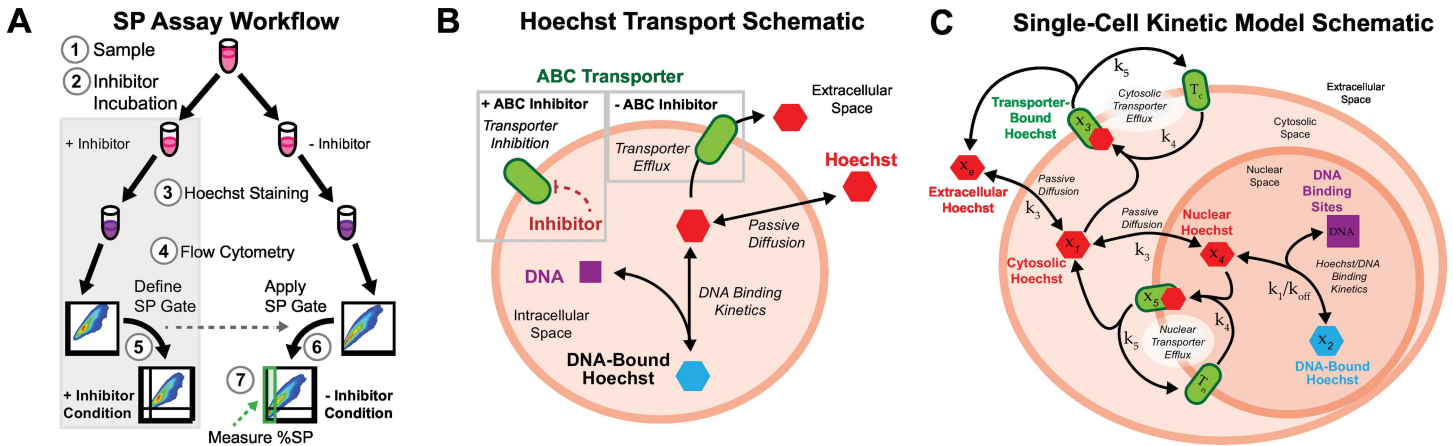 A
SP Assay Workflow
1 Sample
2 Inhibitor
Incubation
+ Inhibitor
- Inhibitor
3 Hoechst Staining
4 Flow Cytometry
Define
SP Gate
Apply
SP Gate
5
6
7
+ Inhibitor
Condition
- Inhibitor
Condition
Measure %SP
B
Hoechst Transport Schematic
ABC Transporter
+ ABC Inhibitor
Transporter
Inhibition
- ABC Inhibitor
Transporter
Efflux
Extracellular
Space
Hoechst
Inhibitor
Passive
Diffusion
DNA
DNA Binding
Kinetics
Intracellular
Space
DNA-Bound
Hoechst
C
Single-Cell Kinetic Model Schematic
k5
Tc
Extracellular
Space
Transporter-
Bound
Hoechst
x3
Cytosolic
Transporter
Efflux
k4
Cytosolic
Space
xe
Extracellular
Hoechst
Passive
Diffusion
k3
Nuclear
Space
DNA
Binding
Sites
DNA
Passive
Diffusion
k3
Nuclear
Hoechst
x1
x4
Cytosolic
Hoechst
Hoechst/DNA
Binding
Kinetics
k1/koff
x5
k4
k5
Nuclear
Transporter
Efflux
Tn
x2
DNA-Bound
Hoechst